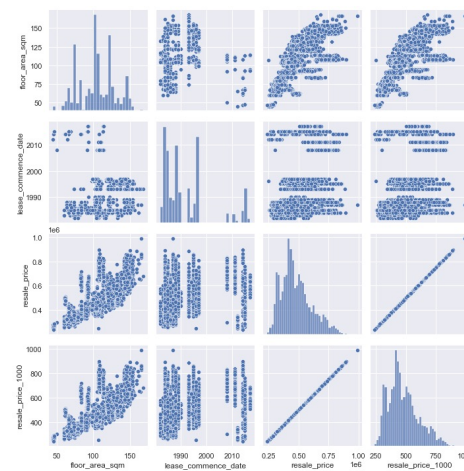 floor_area_sqm
150
100
50
lease_commence_date
2010
2000
1990
1e6
resale_price
1.0
0.8
0.6
0.4
resale_price_1000
1000
800
600
400
50 100 150
floor_area_sqm
1990 2000 2010
lease_commence_date
0.25 0.50 0.75 1.00
1e6
resale_price
250 500 750 1000
resale_price_1000